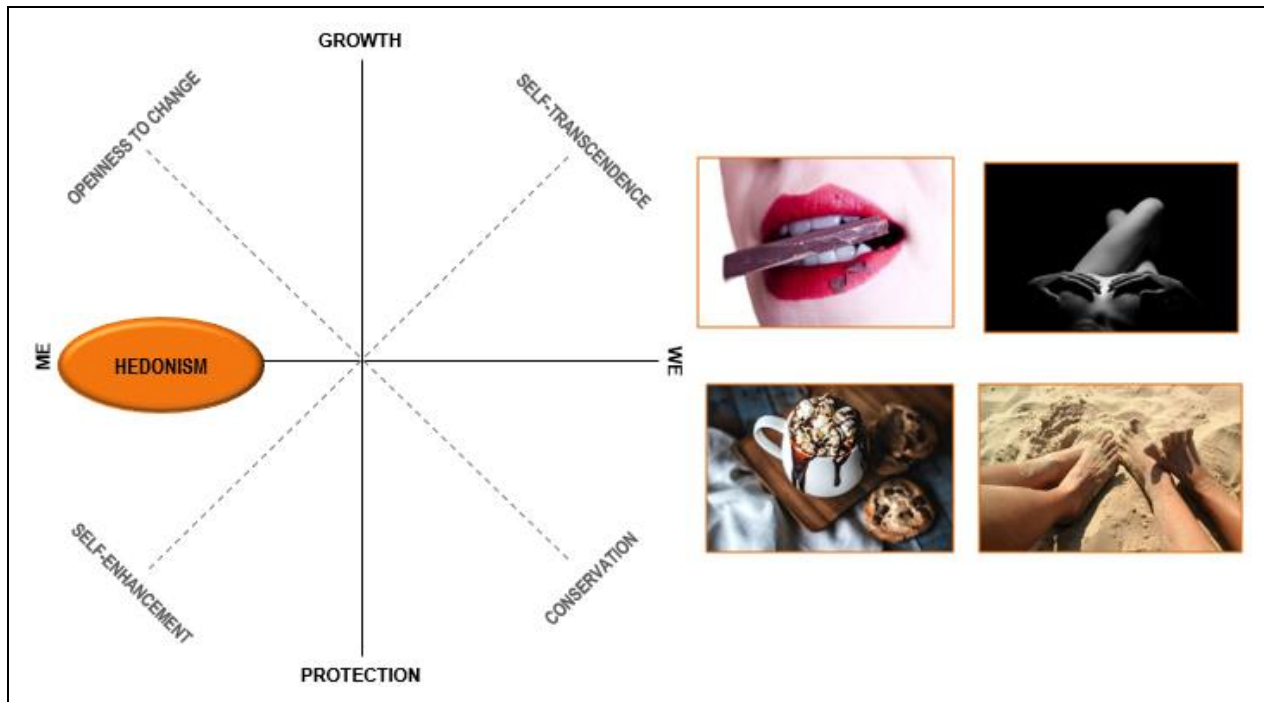 GROWTH
OPENNESS TO CHANGE
SELF-TRANSCENDENCE
ME
HEDONISM
WE
SELF-ENHANCEMENT
CONSERVATION
PROTECTION